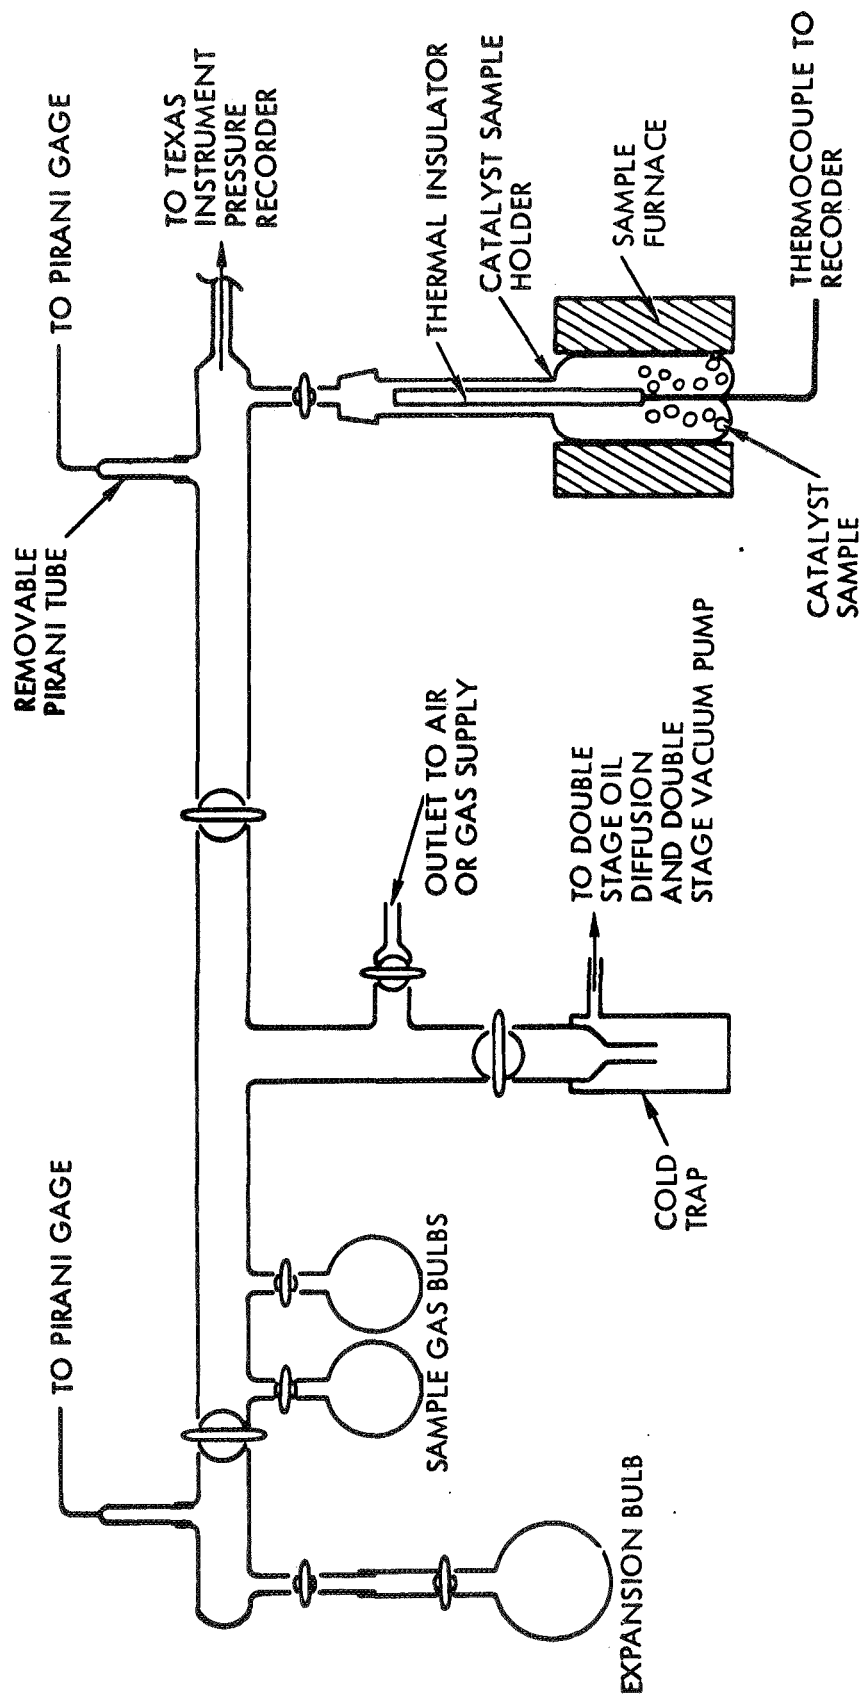 TO PIRANI GAGE
TO PIRANI GAGE
REMOVABLE
PIRANI TUBE
TO TEXAS
INSTRUMENT
PRESSURE
RECORDER
SAMPLE GAS BULBS
OUTLET TO AIR
OR GAS SUPPLY
THERMAL INSULATOR
CATALYST SAMPLE
HOLDER
EXPANSION BULB
COLD
TRAP
TO DOUBLE
STAGE OIL
DIFFUSION
AND DOUBLE
STAGE VACUUM PUMP
SAMPLE
FURNACE
CATALYST
SAMPLE
THERMOCOUPLE TO
RECORDER